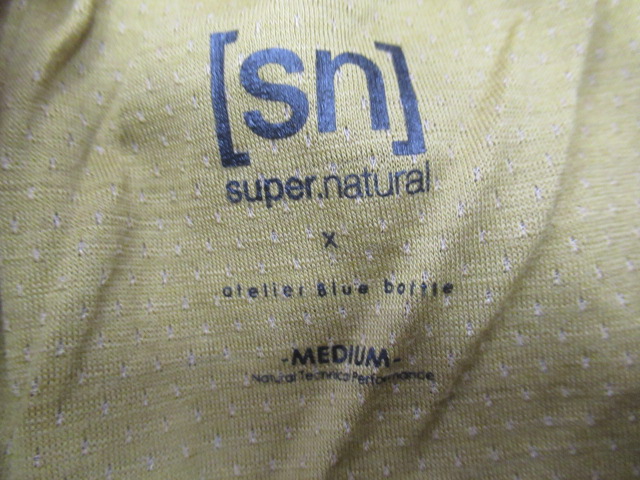 [sn]
super.natural
x
atelier Blue bottle
-MEDIUM-
Natural Technical Performance